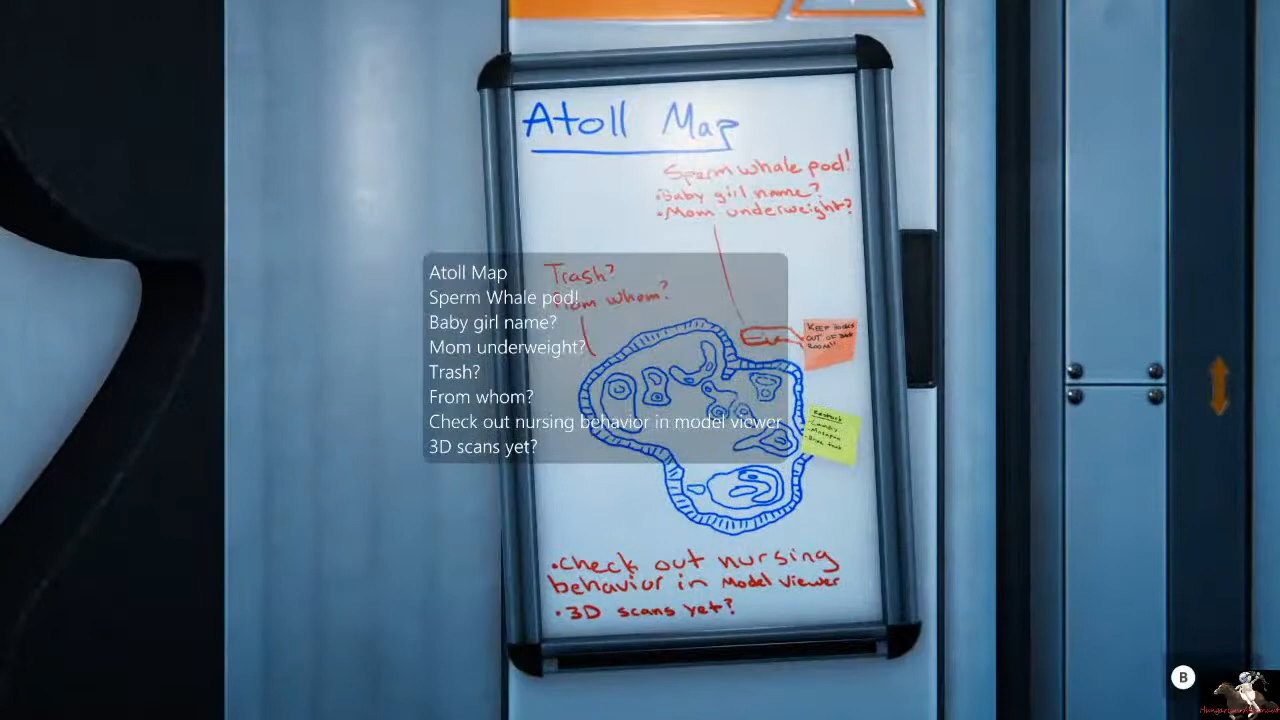 Atoll Map
Sperm whale pod!
•Baby girl name?
•Mom underweight?
Trash?
From whom?
Atoll Map
Sperm Whale pod!
Baby girl name?
Mom underweight?
Trash?
From whom?
Check out nursing behavior in model viewer
3D scans yet?
KEEP
OUT OF
ROOM!!
•Check out nursing
behavior in Model Viewer
•3D scans yet?
B